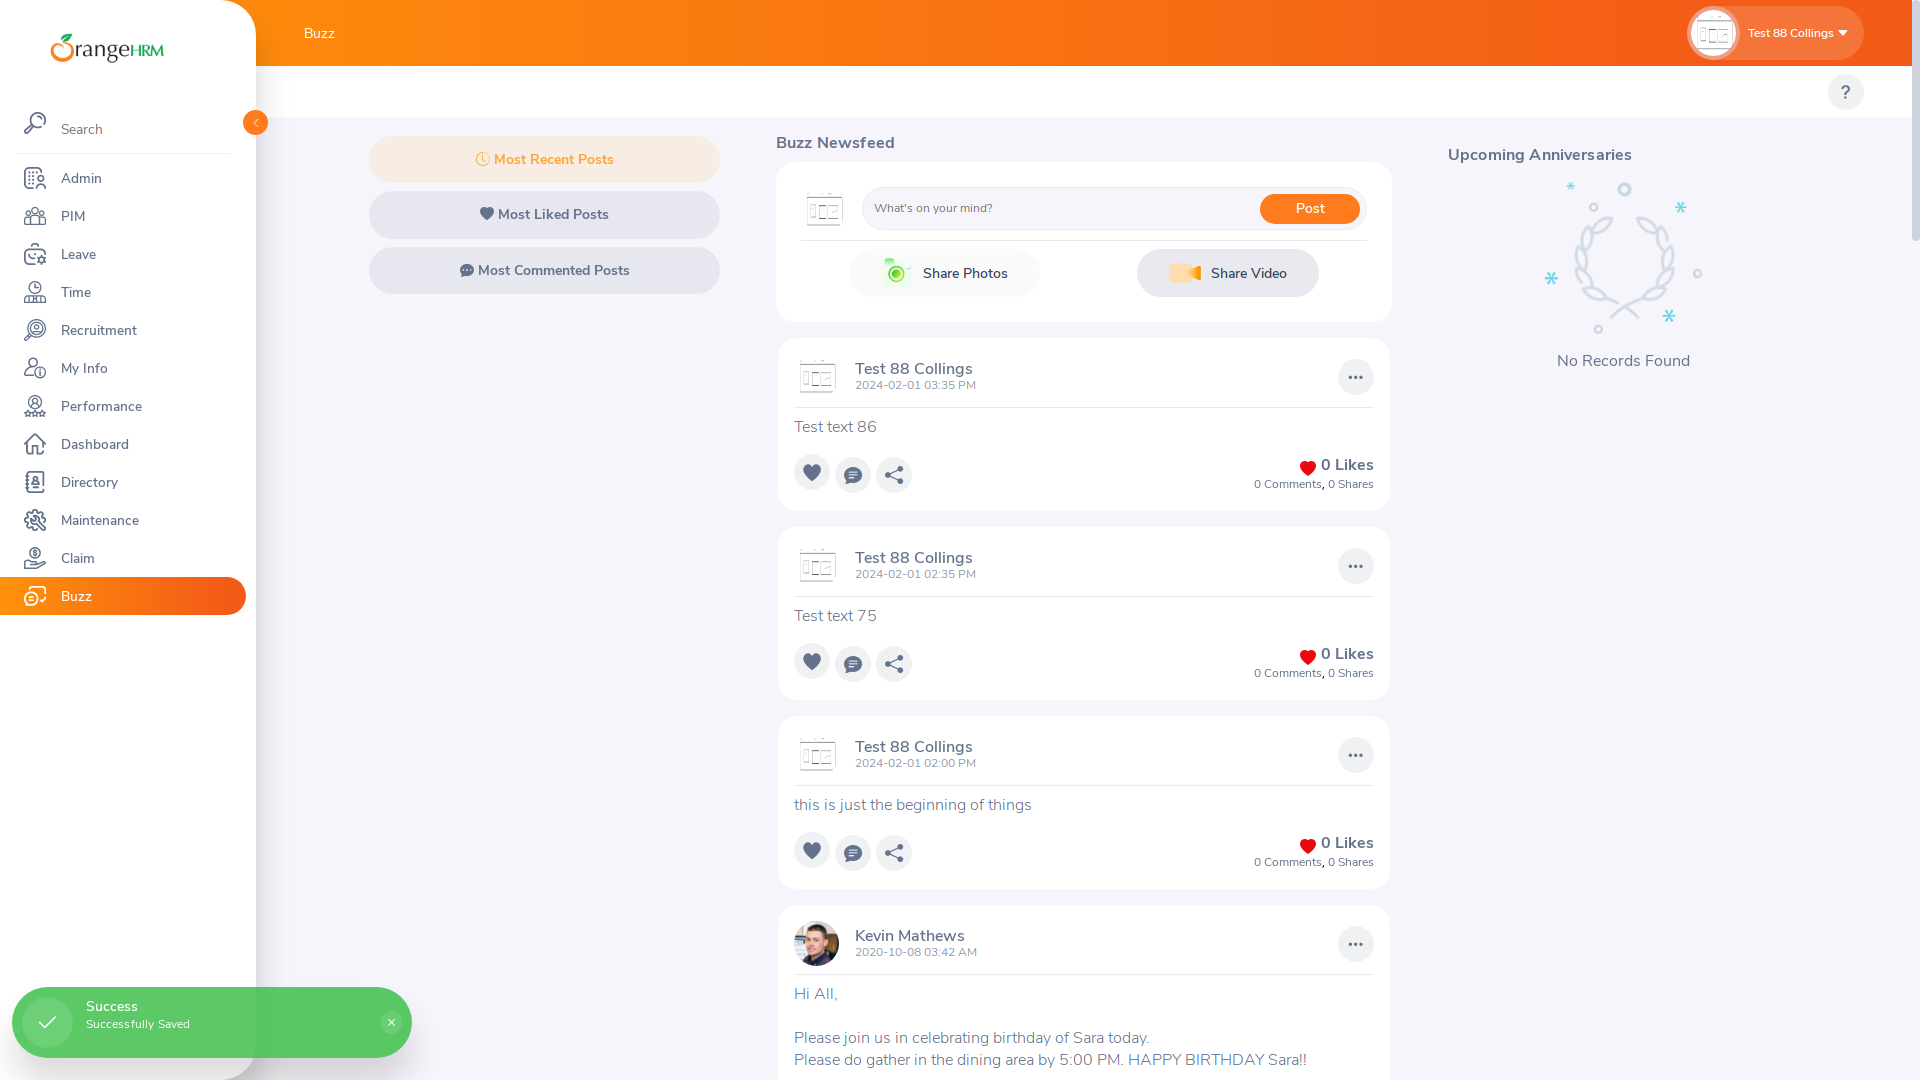 OrangeHRM
Search
Admin
PIM
Leave
Time
Recruitment
My Info
Performance
Dashboard
Directory
Maintenance
Claim
Buzz
Buzz
Test 88 Collings
?
Most Recent Posts
Most Liked Posts
Most Commented Posts
Buzz Newsfeed
What's on your mind?
Post
Share Photos
Share Video
Test 88 Collings
2024-02-01 03:35 PM
Test text 86
0 Likes
0 Comments, 0 Shares
Test 88 Collings
2024-02-01 02:35 PM
Test text 75
0 Likes
0 Comments, 0 Shares
Test 88 Collings
2024-02-01 02:00 PM
this is just the beginning of things
0 Likes
0 Comments, 0 Shares
Kevin Mathews
2020-10-08 03:42 AM
Hi All,
Please join us in celebrating birthday of Sara today.
Please do gather in the dining area by 5:00 PM. HAPPY BIRTHDAY Sara!!
Upcoming Anniversaries
No Records Found
Success
Successfully Saved